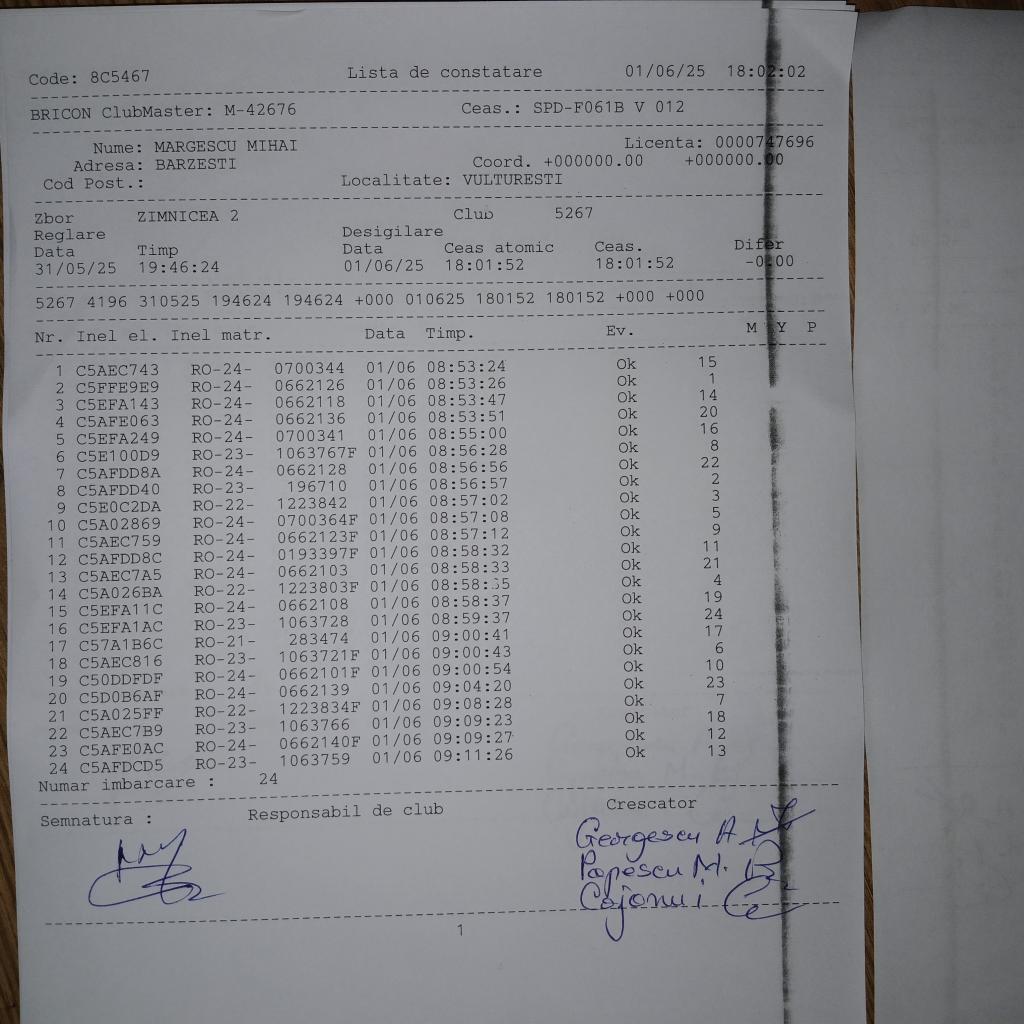 Code: 8C5467 Lista de constatare 01/06/25 18:02:02
BRICON ClubMaster: M-42676 Ceas.: SPD-F061B V 012
Nume: MARGESCU MIHAI Licenta: 0000747696
Adresa: BARZESTI Coord. +000000.00 +000000.00
Cod Post.: Localitate: VULTURESTI
Zbor ZIMNICEA 2 Club 5267
Reglare Desigilare
Data Timp Data Ceas atomic Ceas. Difer
31/05/25 19:46:24 01/06/25 18:01:52 18:01:52 -0.00
5267 4196 310525 194624 194624 +000 010625 180152 180152 +000 +000
Nr. Inel el. Inel matr. Data Timp. Ev. M Y P
1 C5AEC743 RO-24- 0700344 01/06 08:53:24 Ok 15
2 C5FFE9E9 RO-24- 0662126 01/06 08:53:26 Ok 1
3 C5EFA143 RO-24- 0662118 01/06 08:53:47 Ok 14
4 C5AFE063 RO-24- 0662136 01/06 08:53:51 Ok 20
5 C5EFA249 RO-24- 0700341 01/06 08:55:00 Ok 16
6 C5E100D9 RO-23- 1063767F 01/06 08:56:28 Ok 8
7 C5AFDD8A RO-24- 0662128 01/06 08:56:56 Ok 22
8 C5AFDD40 RO-23- 196710 01/06 08:56:57 Ok 2
9 C5E0C2DA RO-22- 1223842 01/06 08:57:02 Ok 3
10 C5A02869 RO-24- 0700364F 01/06 08:57:08 Ok 5
11 C5AEC759 RO-24- 0662123F 01/06 08:57:12 Ok 9
12 C5AFDD8C RO-24- 0193397F 01/06 08:58:32 Ok 11
13 C5AEC7A5 RO-24- 0662103 01/06 08:58:33 Ok 21
14 C5A026BA RO-22- 1223803F 01/06 08:58:35 Ok 4
15 C5EFA11C RO-24- 0662108 01/06 08:58:37 Ok 19
16 C5EFA1AC RO-23- 1063728 01/06 08:59:37 Ok 24
17 C57A1B6C RO-21- 283474 01/06 09:00:41 Ok 17
18 C5AEC816 RO-23- 1063721F 01/06 09:00:43 Ok 6
19 C50DDFDF RO-24- 0662101F 01/06 09:00:54 Ok 10
20 C5D0B6AF RO-24- 0662139 01/06 09:04:20 Ok 23
21 C5A025FF RO-22- 1223834F 01/06 09:08:28 Ok 7
22 C5AEC7B9 RO-23- 1063766 01/06 09:09:23 Ok 18
23 C5AFE0AC RO-24- 0662140F 01/06 09:09:27 Ok 12
24 C5AFDCD5 RO-23- 1063759 01/06 09:11:26 Ok 13
Numar imbarcare : 24
Semnatura : Responsabil de club Crescator
Georgescu A
Popescu M.
Cojonui
1